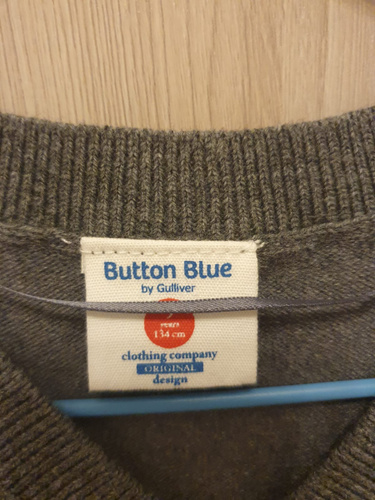 Button Blue
by Gulliver
years
134 cm
clothing company
ORIGINAL
design